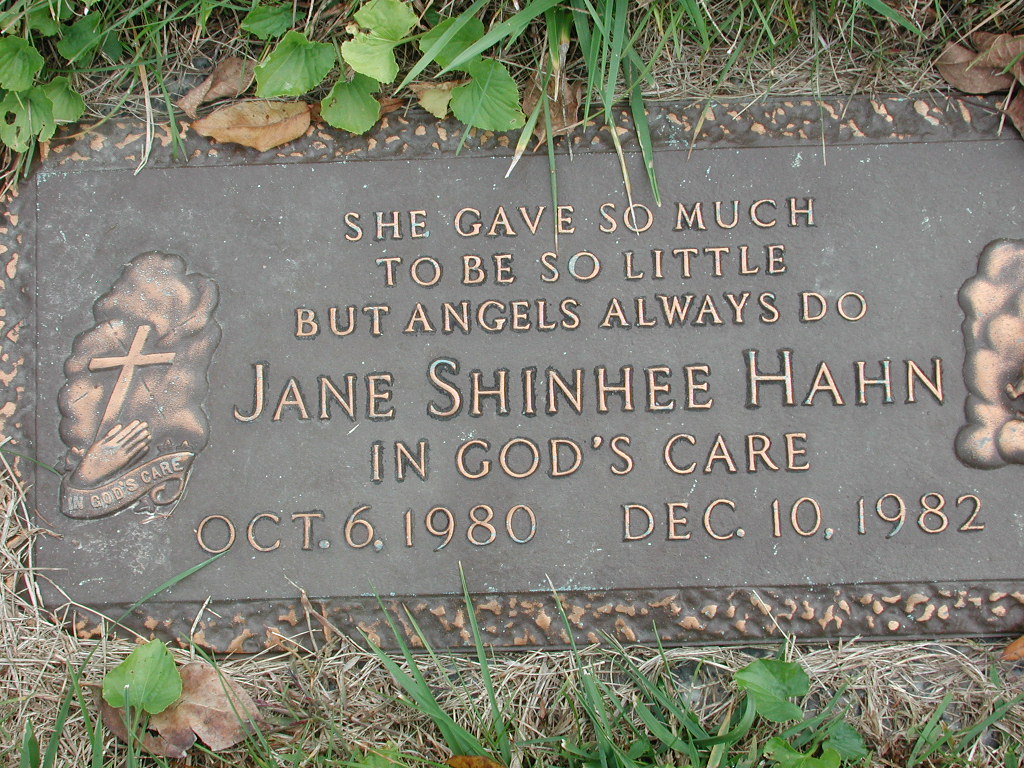 SHE GAVE SO MUCH
TO BE SO LITTLE
BUT ANGELS ALWAYS DO
JANE SHINHEE HAHN
IN GOD'S CARE
IN GOD'S CARE
OCT. 6. 1980 DEC. 10. 1982